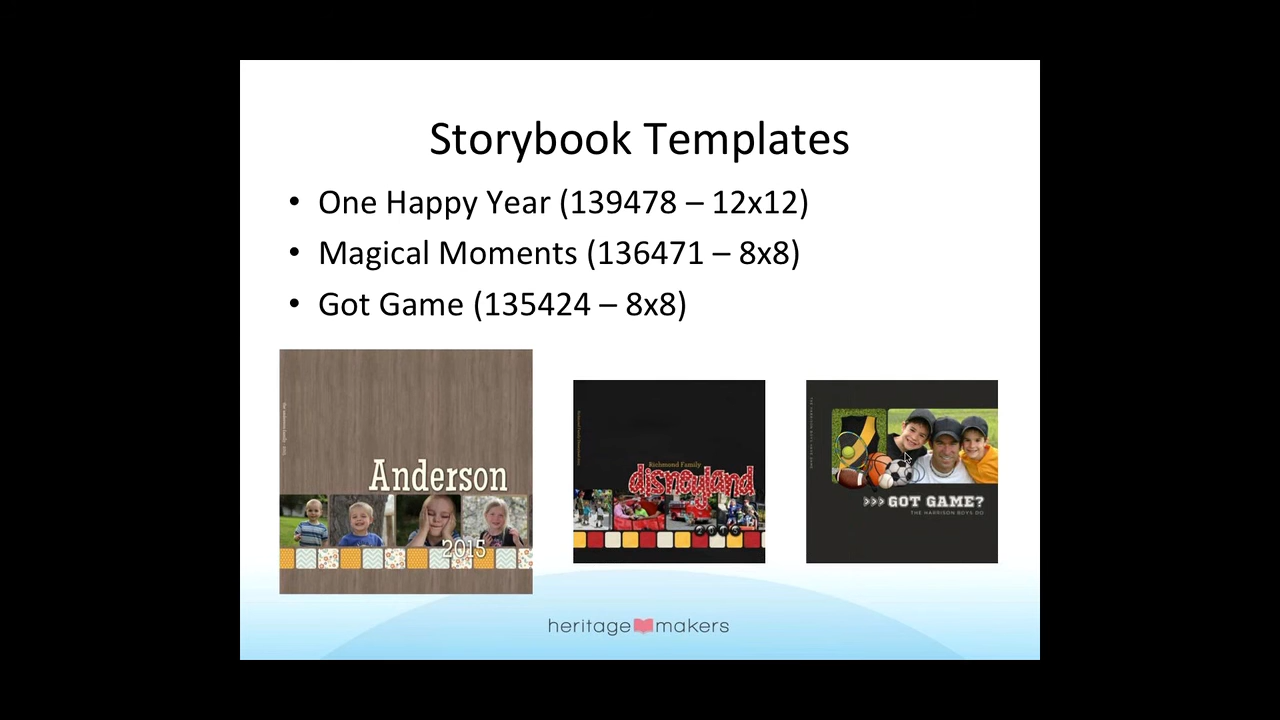 Storybook Templates
• One Happy Year (139478 – 12x12)
• Magical Moments (136471 – 8x8)
• Got Game (135424 – 8x8)
Anderson
2015
Richmond Family
disneyland
2015
>>> GOT GAME?
THE HARRISON BOYS DO
heritage makers